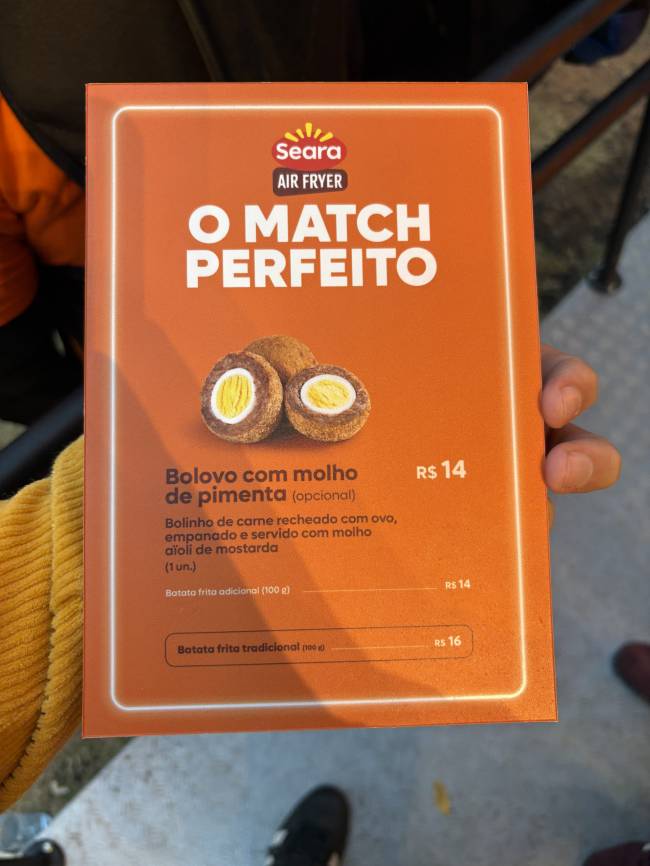 Seara
AIR FRYER
O MATCH
PERFEITO
Bolovo com molho
de pimenta (opcional)
R$ 14
Bolinho de carne recheado com ovo,
empanado e servido com molho
aïoli de mostarda
(1 un.)
Batata frita adicional (100 g) R$ 14
Batata frita tradicional (100 g) R$ 16